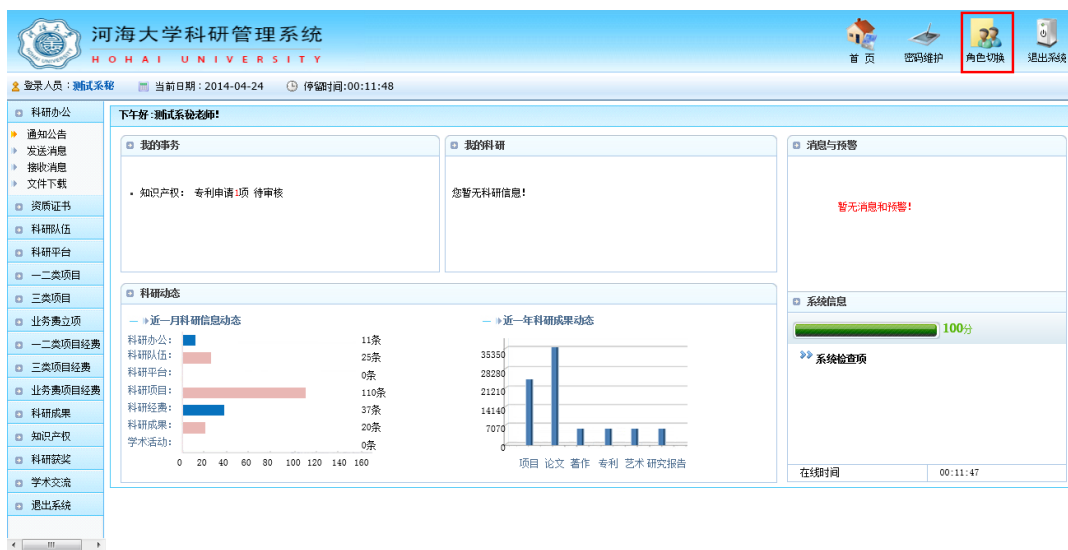 河海大学科研管理系统
HOHAI UNIVERSITY
首 页
密码维护
角色切换
退出系统
登录人员：测试系秘
当前日期：2014-04-24
停留时间:00:11:48
科研办公
通知公告
发送消息
接收消息
文件下载
资质证书
科研队伍
科研平台
一二类项目
三类项目
业务费立项
一二类项目经费
三类项目经费
业务费项目经费
科研成果
知识产权
科研获奖
学术交流
退出系统
下午好:测试系秘老师!
我的事务
知识产权： 专利申请1项 待审核
我的科研
您暂无科研信息!
消息与预警
暂无消息和预警!
科研动态
近一月科研信息动态
科研办公: 11条
科研队伍: 25条
科研平台: 0条
科研项目: 110条
科研经费: 37条
科研成果: 20条
学术活动: 0条
0 20 40 60 80 100 120 140 160
近一年科研成果动态
35350
28280
21210
14140
7070
0
项目 论文 著作 专利 艺术 研究报告
系统信息
100分
系统检查项
在线时间 00:11:47